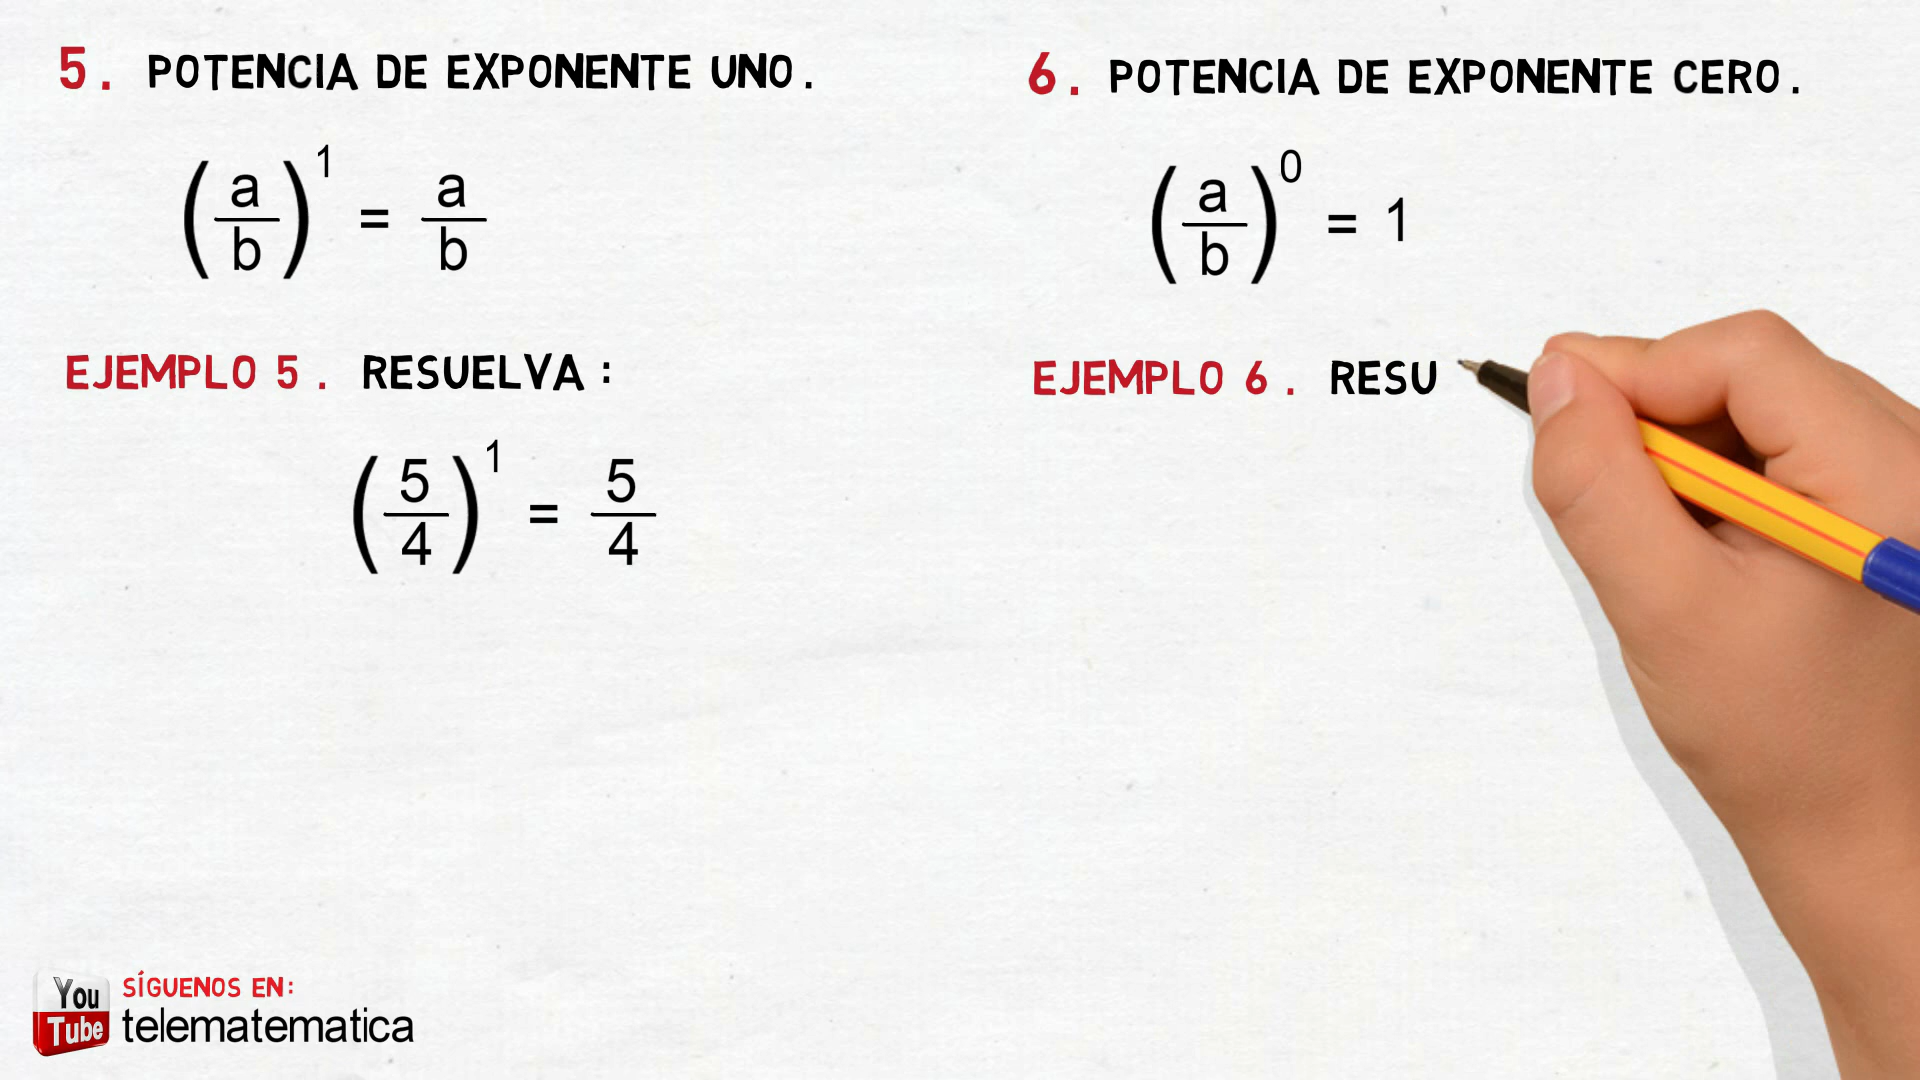 5. POTENCIA DE EXPONENTE UNO.
(a/b)^1 = a/b
EJEMPLO 5. RESUELVA:
(5/4)^1 = 5/4
6. POTENCIA DE EXPONENTE CERO.
(a/b)^0 = 1
EJEMPLO 6. RESU
You Tube
SÍGUENOS EN:
telematematica